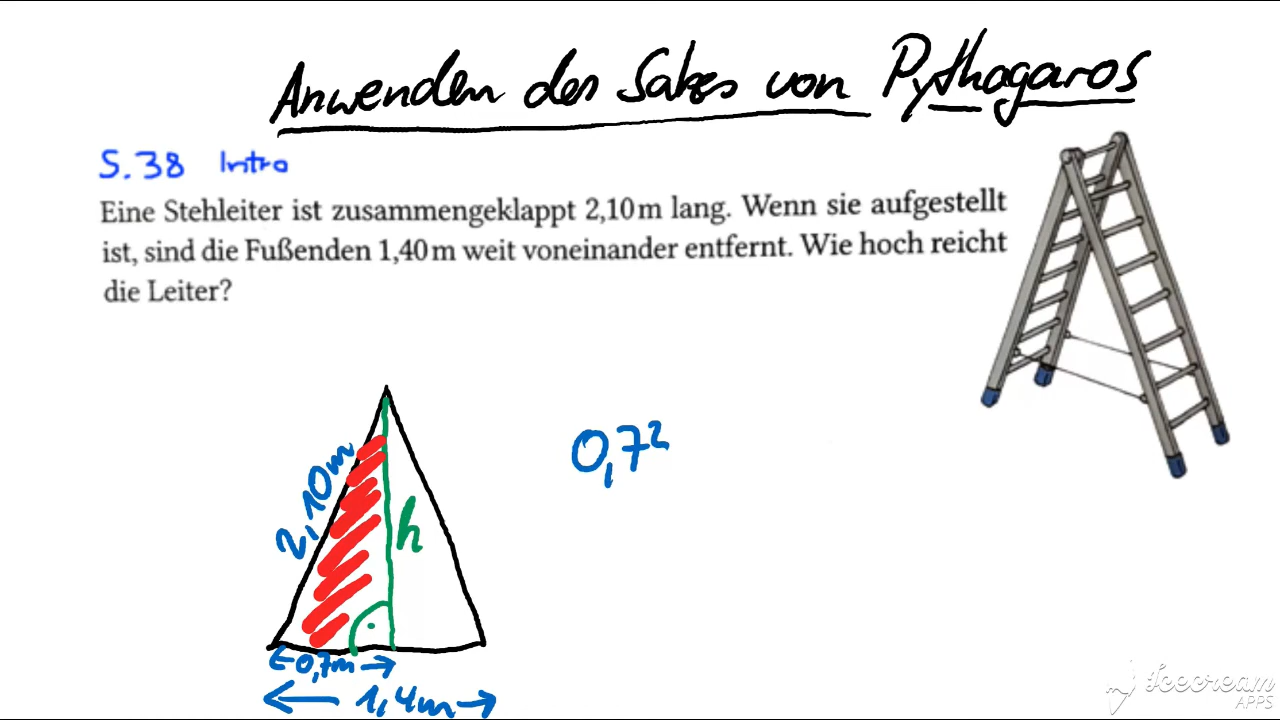 Anwenden des Satzes von Pythagoras
S.38 Intro
Eine Stehleiter ist zusammengeklappt 2,10 m lang. Wenn sie aufgestellt
ist, sind die Fußenden 1,40 m weit voneinander entfernt. Wie hoch reicht
die Leiter?
0,7²
2,10m
h
0,7m
1,4m
Icecream
APPS